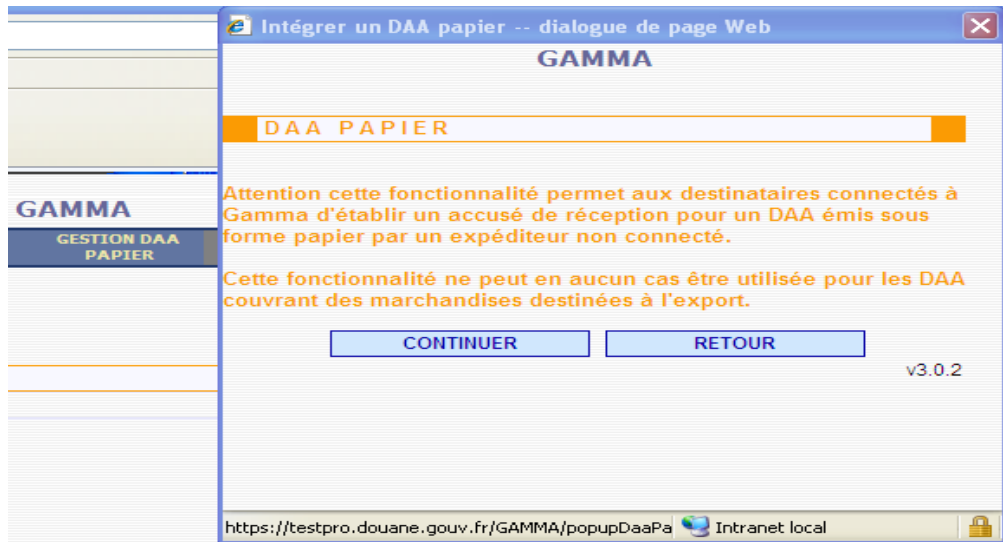 Intégrer un DAA papier -- dialogue de page Web
GAMMA
DAA PAPIER
Attention cette fonctionnalité permet aux destinataires connectés à
Gamma d'établir un accusé de réception pour un DAA émis sous
forme papier par un expéditeur non connecté.
Cette fonctionnalité ne peut en aucun cas être utilisée pour les DAA
couvrant des marchandises destinées à l'export.
CONTINUER
RETOUR
v3.0.2
https://testpro.douane.gouv.fr/GAMMA/popupDaaPa
Intranet local
GAMMA
GESTION DAA
PAPIER